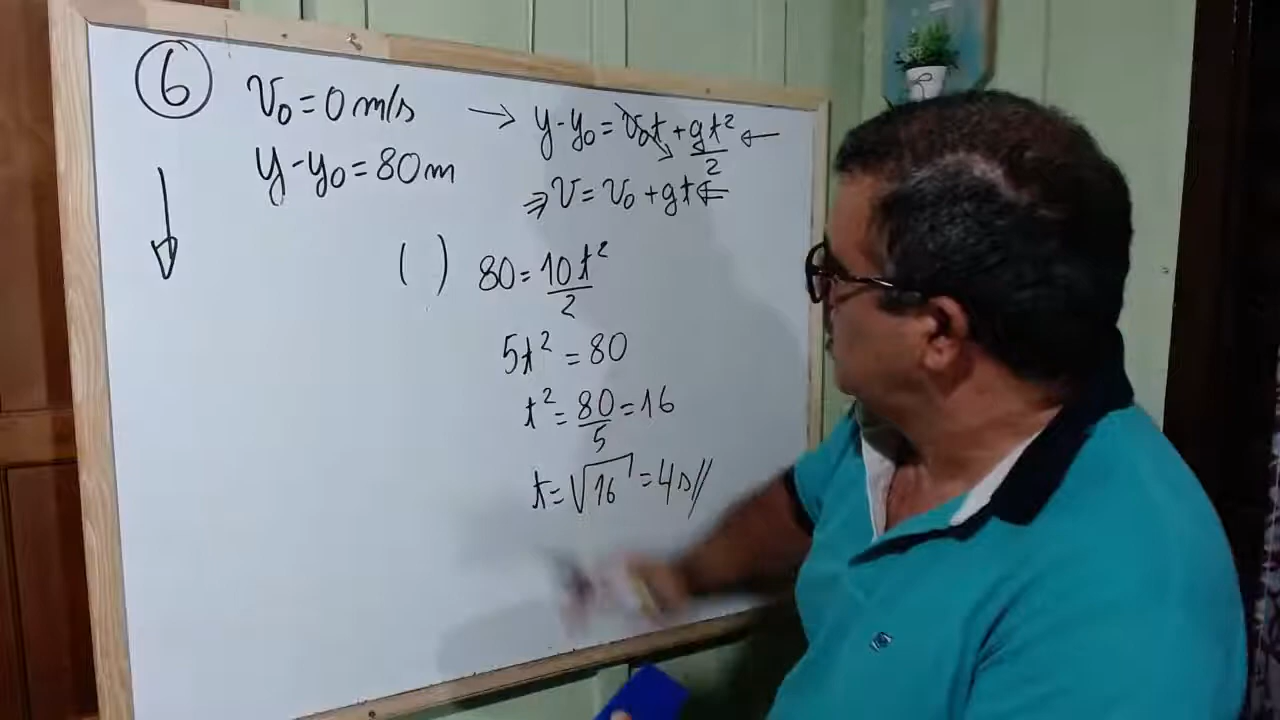 6
v₀ = 0 m/s
→ y-y₀ = v₀t + gt²/2 ←
y-y₀ = 80m
⇒ v = v₀ + gt ⇐
( ) 80 = 10t²/2
5t² = 80
t² = 80/5 = 16
t = √16 = 4s//